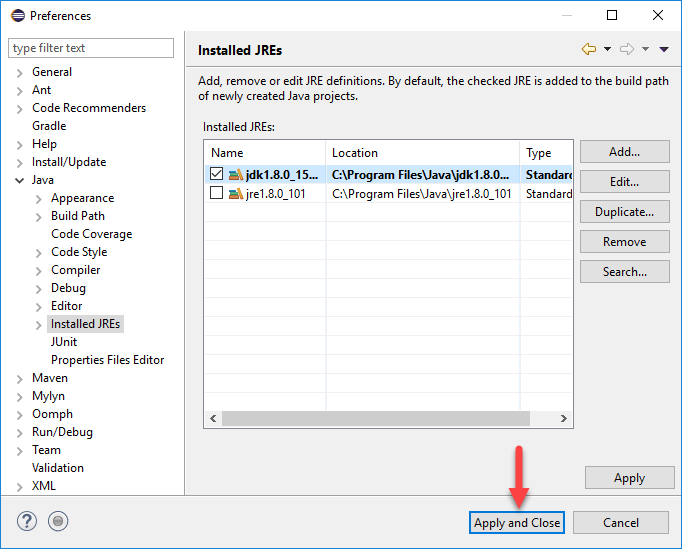 Preferences
type filter text
General
Ant
Code Recommenders
Gradle
Help
Install/Update
Java
Appearance
Build Path
Code Coverage
Code Style
Compiler
Debug
Editor
Installed JREs
JUnit
Properties Files Editor
Maven
Mylyn
Oomph
Run/Debug
Team
Validation
XML
Installed JREs
Add, remove or edit JRE definitions. By default, the checked JRE is added to the build path
of newly created Java projects.
Installed JREs:
Name Location Type
jdk1.8.0_15... C:\Program Files\Java\jdk1.8.0... Standard
jre1.8.0_101 C:\Program Files\Java\jre1.8.0_101 Standard
Add...
Edit...
Duplicate...
Remove
Search...
Apply
?
Apply and Close Cancel